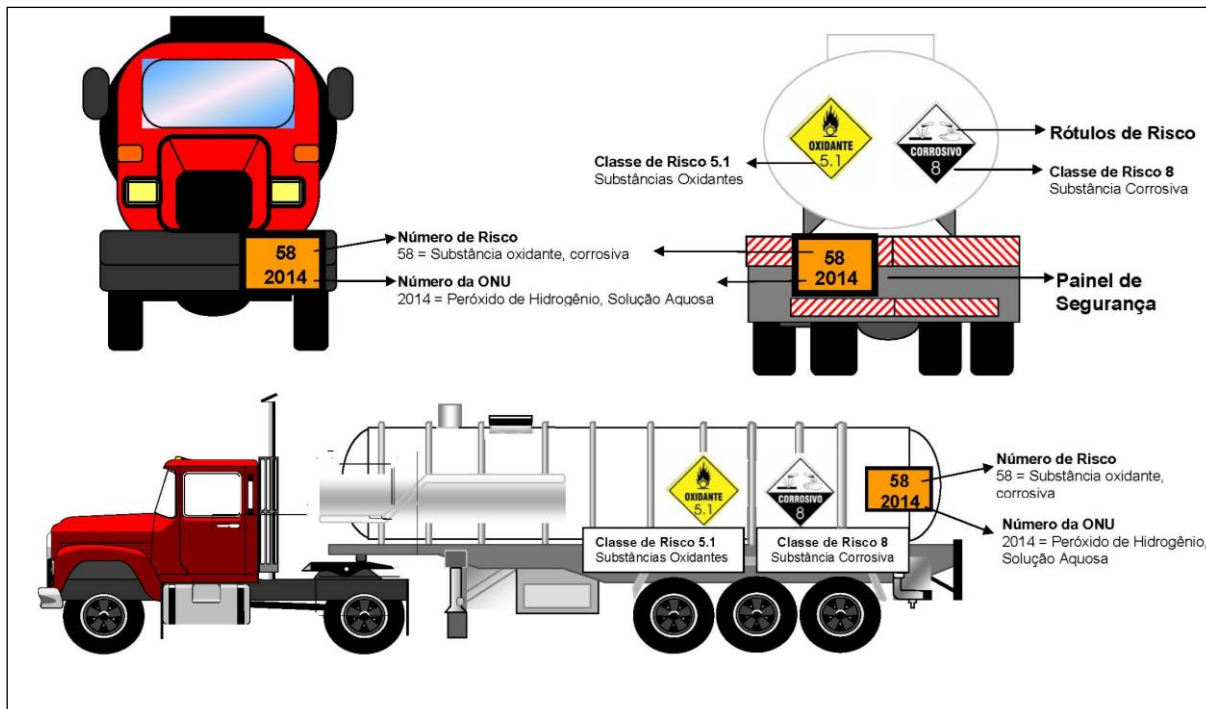 Número de Risco
58 = Substância oxidante, corrosiva
Número da ONU
2014 = Peróxido de Hidrogênio, Solução Aquosa
58
2014
Classe de Risco 5.1
Substâncias Oxidantes
OXIDANTE
5.1
CORROSIVO
8
Rótulos de Risco
Classe de Risco 8
Substância Corrosiva
58
2014
Painel de
Segurança
OXIDANTE
5.1
CORROSIVO
8
58
2014
Classe de Risco 5.1
Substâncias Oxidantes
Classe de Risco 8
Substância Corrosiva
Número de Risco
58 = Substância oxidante,
corrosiva
Número da ONU
2014 = Peróxido de Hidrogênio,
Solução Aquosa